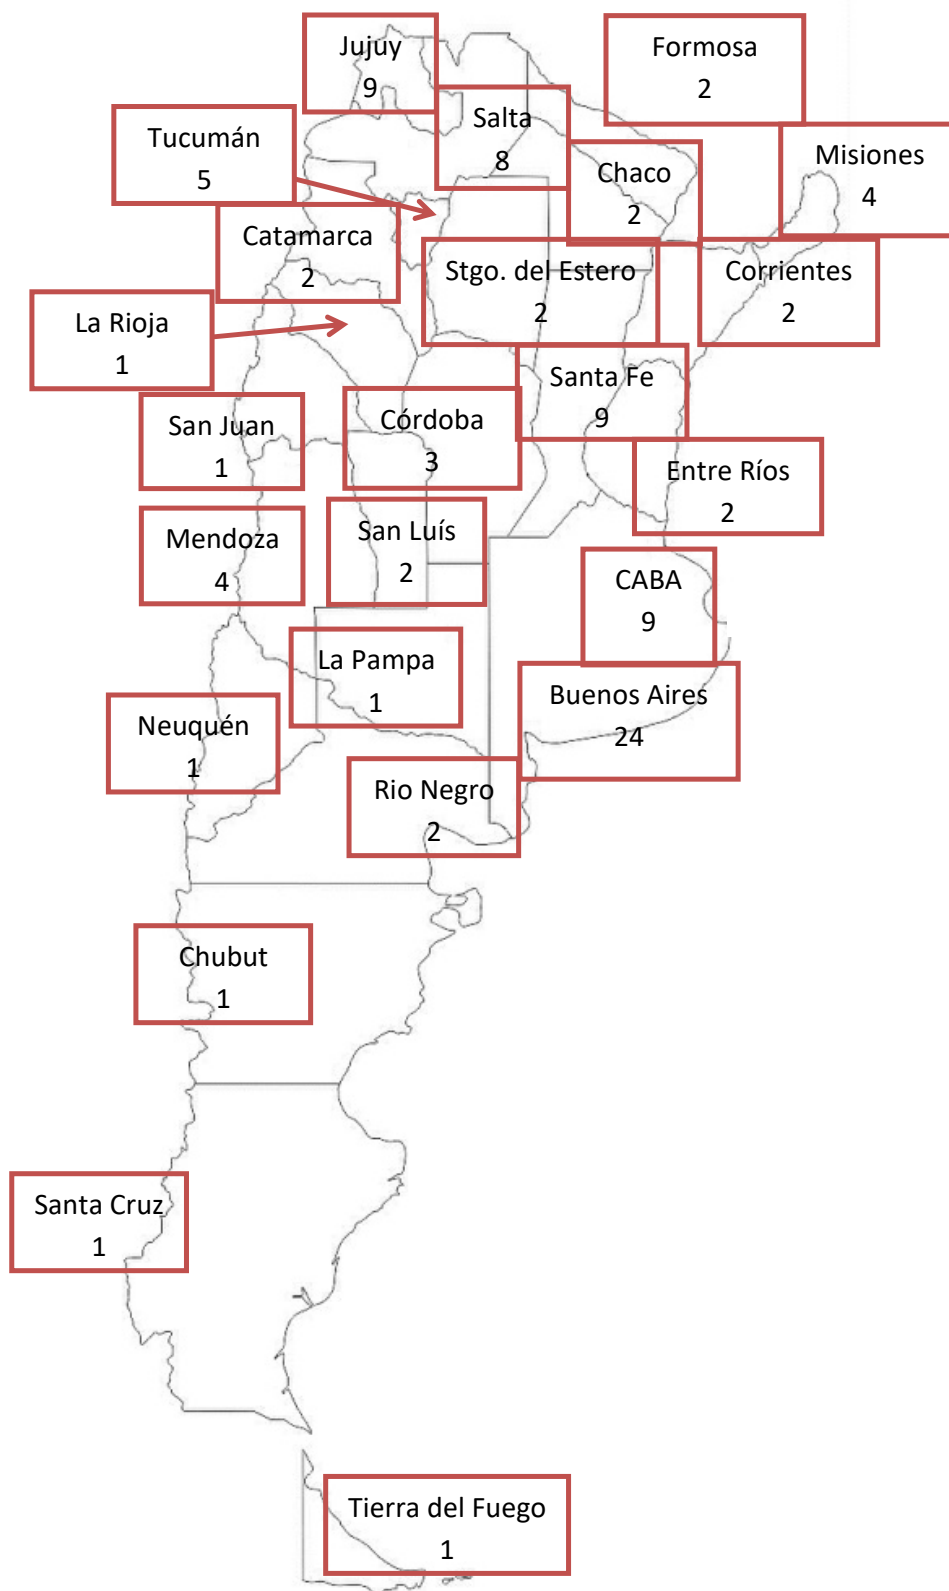 Jujuy
9
Formosa
2
Salta
8
Tucumán
5
Misiones
4
Chaco
2
Catamarca
2
Stgo. del Estero
2
Corrientes
2
La Rioja
1
Santa Fe
9
San Juan
1
Córdoba
3
Entre Ríos
2
Mendoza
4
San Luís
2
CABA
9
La Pampa
1
Buenos Aires
24
Neuquén
1
Rio Negro
2
Chubut
1
Santa Cruz
1
Tierra del Fuego
1